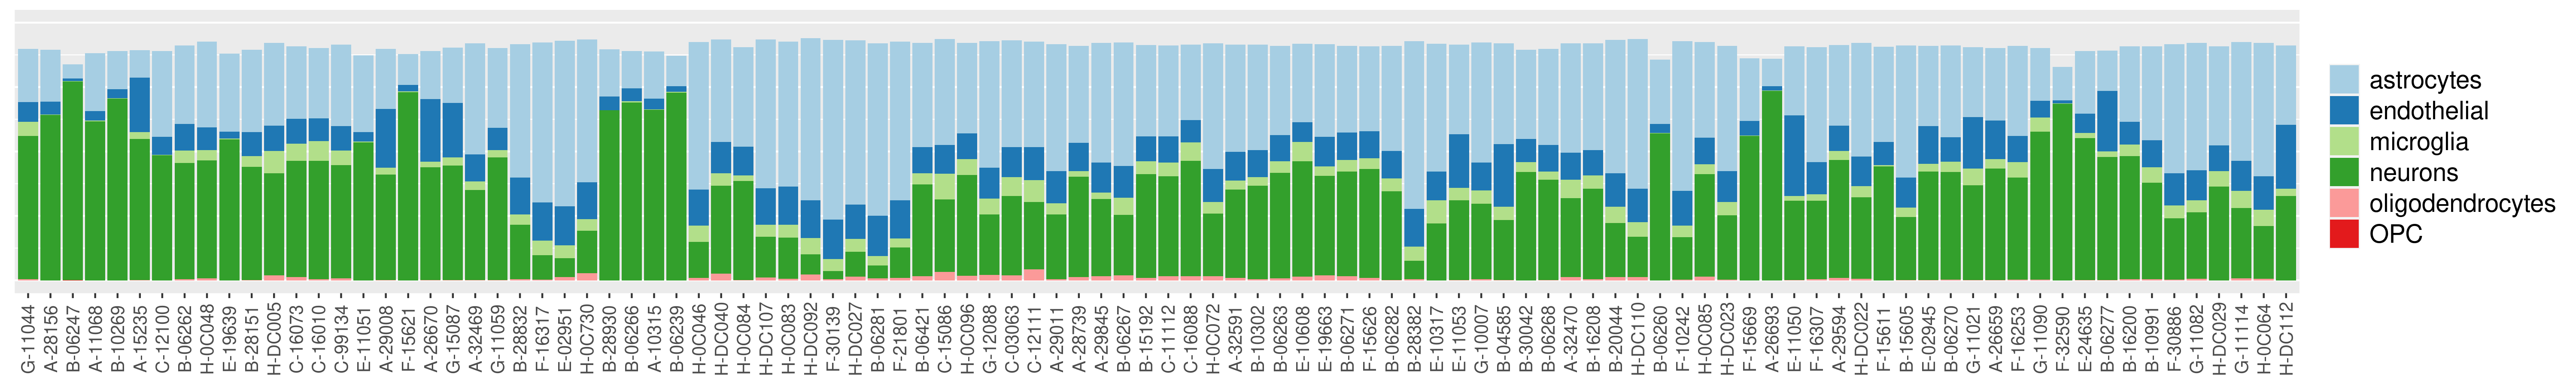 astrocytes
endothelial
microglia
neurons
oligodendrocytes
OPC
G-11044
A-28156
B-06247
A-11068
B-10269
A-15235
C-12100
B-06262
H-0C048
E-19639
B-28151
H-DC005
C-16073
C-16010
C-99134
E-11051
A-29008
F-15621
A-26670
G-15087
A-32469
G-11059
B-28832
F-16317
E-02951
H-0C730
B-28930
B-06266
A-10315
B-06239
H-0C046
H-DC040
H-0C084
H-DC107
H-0C083
H-DC092
F-30139
H-DC027
B-06281
F-21801
B-06421
C-15086
H-0C096
G-12088
C-03063
C-12111
A-29011
A-28739
A-29845
B-06267
B-15192
C-11112
C-16088
H-0C072
A-32591
B-10302
B-06263
E-10608
E-19663
B-06271
F-15626
B-06282
B-28382
E-10317
E-11053
G-10007
B-04585
B-30042
B-06268
A-32470
B-16208
B-20044
H-DC110
B-06260
F-10242
H-0C085
H-DC023
F-15569
A-26693
E-11050
F-16307
A-29594
H-DC022
F-15611
B-15605
E-02945
B-06270
G-11021
A-26659
F-16253
G-11090
F-32590
E-24635
B-06277
B-16200
B-10991
F-30886
G-11082
H-DC029
G-11114
H-0C064
H-DC112